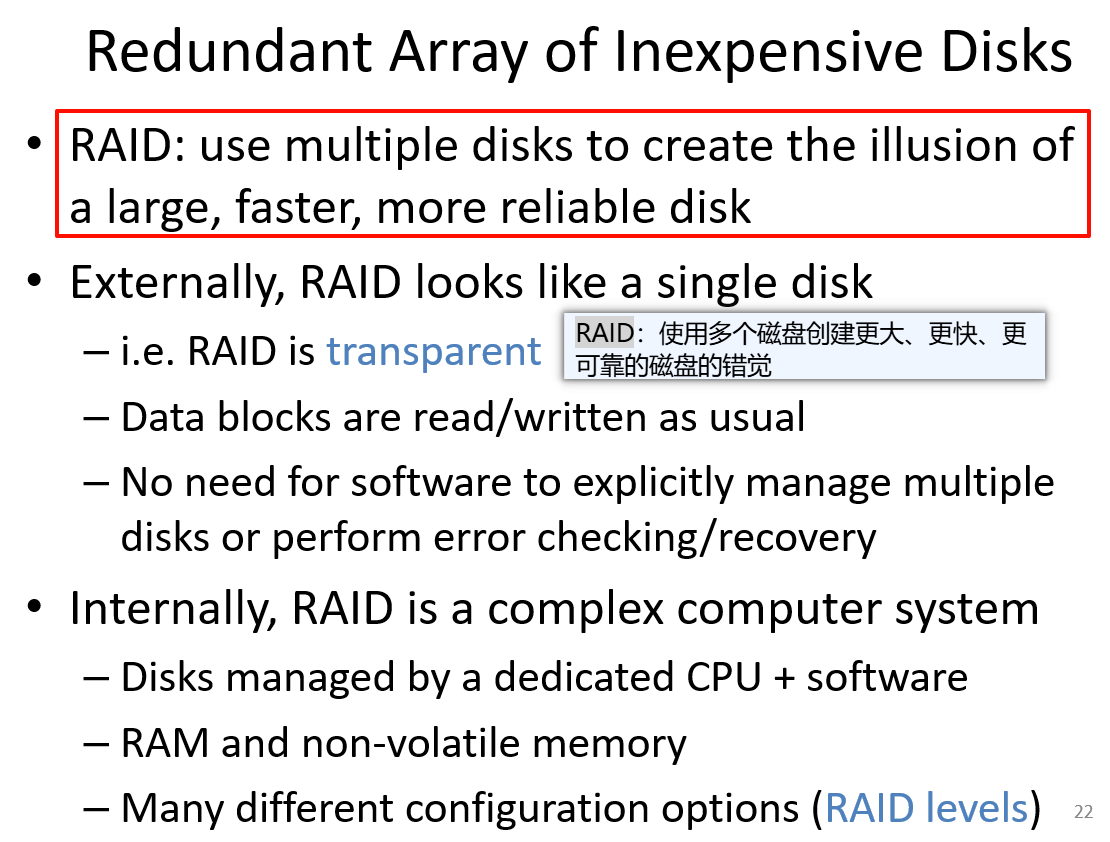 Redundant Array of Inexpensive Disks
• RAID: use multiple disks to create the illusion of
a large, faster, more reliable disk
• Externally, RAID looks like a single disk
– i.e. RAID is transparent
RAID：使用多个磁盘创建更大、更快、更
可靠的磁盘的错觉
– Data blocks are read/written as usual
– No need for software to explicitly manage multiple
disks or perform error checking/recovery
• Internally, RAID is a complex computer system
– Disks managed by a dedicated CPU + software
– RAM and non-volatile memory
– Many different configuration options (RAID levels)
22